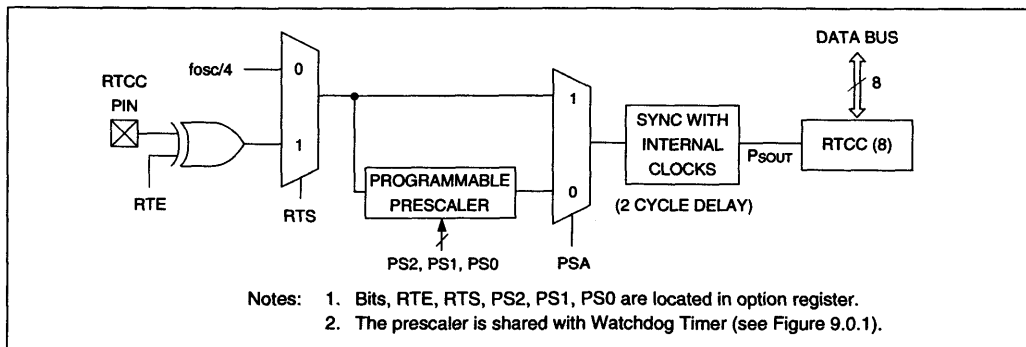 DATA BUS
8
fosc/4
0
RTCC
PIN
1
RTE
RTS
PROGRAMMABLE
PRESCALER
PS2, PS1, PS0
1
0
PSA
SYNC WITH
INTERNAL
CLOCKS
(2 CYCLE DELAY)
PSOUT
RTCC (8)
Notes: 1. Bits, RTE, RTS, PS2, PS1, PS0 are located in option register.
2. The prescaler is shared with Watchdog Timer (see Figure 9.0.1).